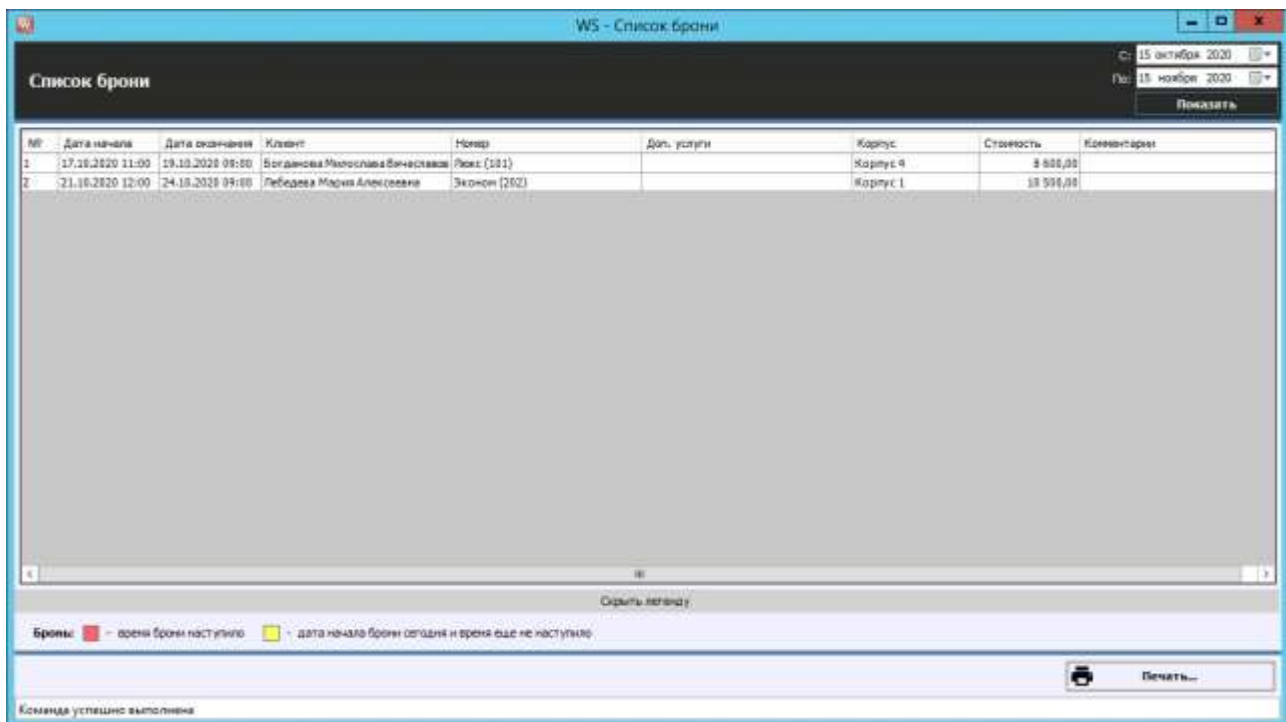 WS - Список брони
С: 15 октября 2020
Список брони
По: 15 ноября 2020
Показать
№ Дата начала Дата окончания Клиент Номер Доп. услуги Корпус Стоимость Комментарии
1 17.10.2020 11:00 19.10.2020 08:00 Богданова Милослава Вячеславов Люкс (101) Корпус 4 8 600,00
2 21.10.2020 12:00 24.10.2020 09:00 Лебедева Мария Алексеевна Эконом (202) Корпус 1 10 500,00
Скрыть легенду
Бронь: - время брони наступило - дата начала брони сегодня и время еще не наступило
Печать...
Команда успешно выполнена